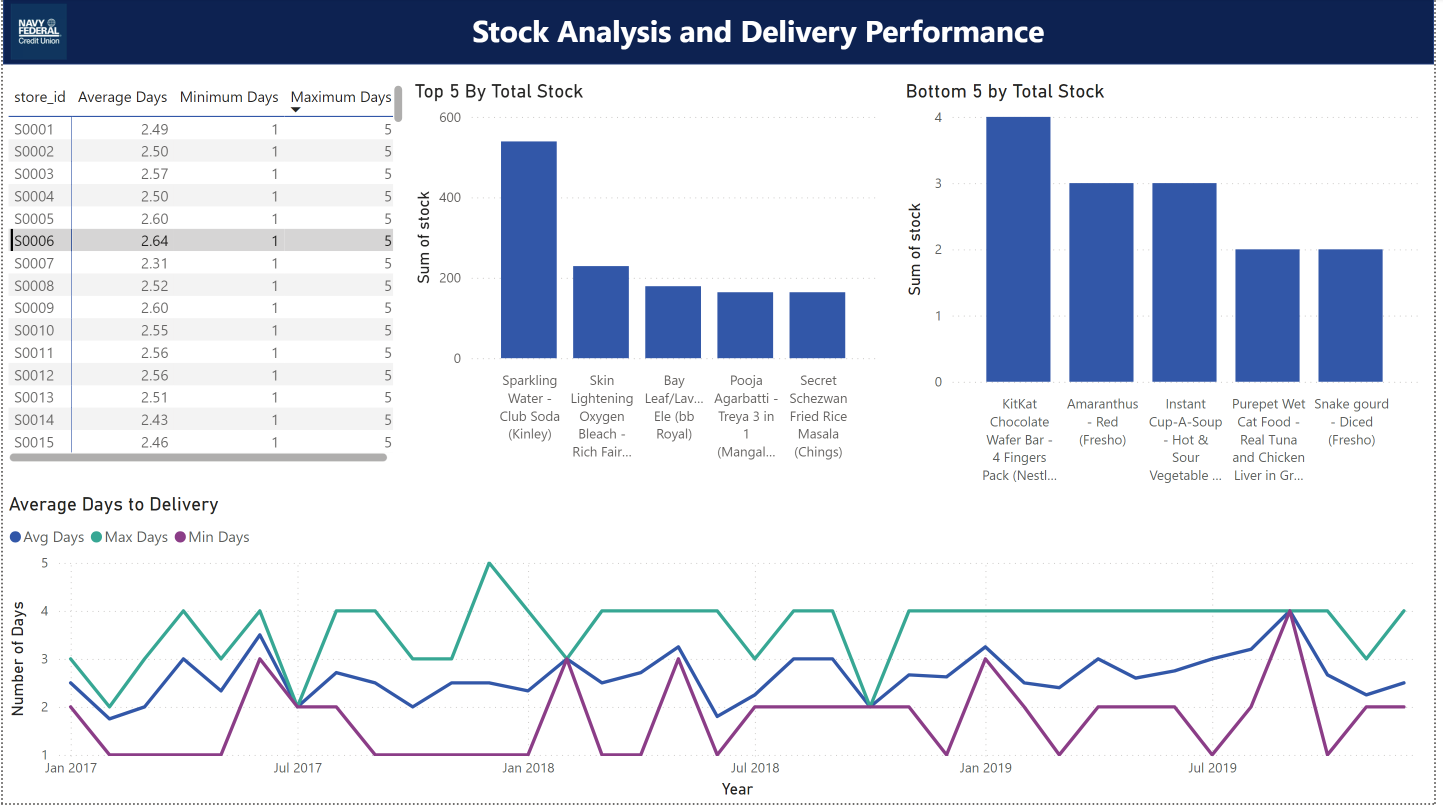 NAVY
FEDERAL
Credit Union
Stock Analysis and Delivery Performance
store_id Average Days Minimum Days Maximum Days
S0001 2.49 1 5
S0002 2.50 1 5
S0003 2.57 1 5
S0004 2.50 1 5
S0005 2.60 1 5
S0006 2.64 1 5
S0007 2.31 1 5
S0008 2.52 1 5
S0009 2.60 1 5
S0010 2.55 1 5
S0011 2.56 1 5
S0012 2.56 1 5
S0013 2.51 1 5
S0014 2.43 1 5
S0015 2.46 1 5
Top 5 By Total Stock
600
400
200
0
Sum of stock
Sparkling
Water -
Club Soda
(Kinley)
Skin
Lightening
Oxygen
Bleach -
Rich Fair...
Bay
Leaf/Lav...
Ele (bb
Royal)
Pooja
Agarbatti -
Treya 3 in
1
(Mangal...
Secret
Schezwan
Fried Rice
Masala
(Chings)
Bottom 5 by Total Stock
4
3
2
1
0
Sum of stock
KitKat
Chocolate
Wafer Bar -
4 Fingers
Pack (Nestl...
Amaranthus
- Red
(Fresho)
Instant
Cup-A-Soup
- Hot &
Sour
Vegetable ...
Purepet Wet
Cat Food -
Real Tuna
and Chicken
Liver in Gr...
Snake gourd
- Diced
(Fresho)
Average Days to Delivery
Avg Days Max Days Min Days
5
4
3
2
1
Number of Days
Jan 2017 Jul 2017 Jan 2018 Jul 2018 Jan 2019 Jul 2019
Year